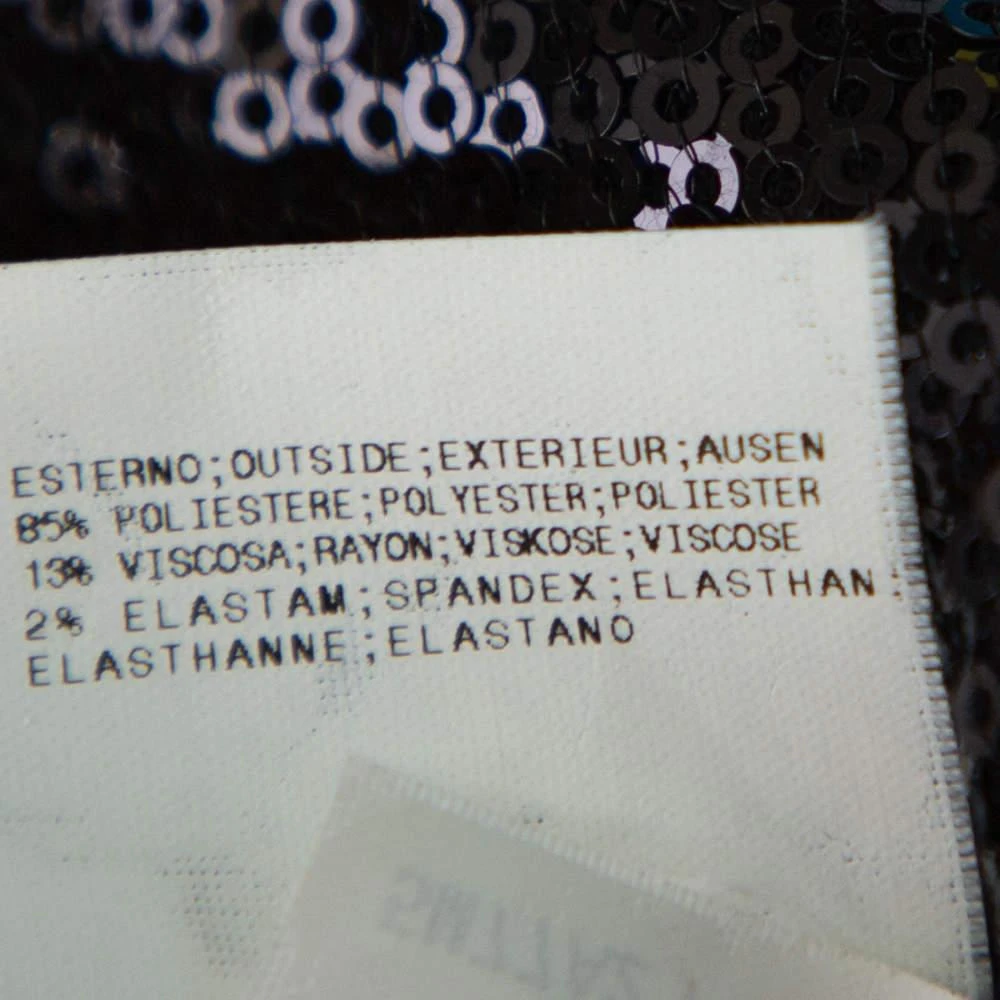 ESTERNO;OUTSIDE;EXTERIEUR;AUSEN
85% POLIESTERE;POLYESTER;POLIESTER
13% VISCOSA;RAYON;VISKOSE;VISCOSE
2% ELASTAM;SPANDEX;ELASTHAN;
ELASTHANNE;ELASTANO